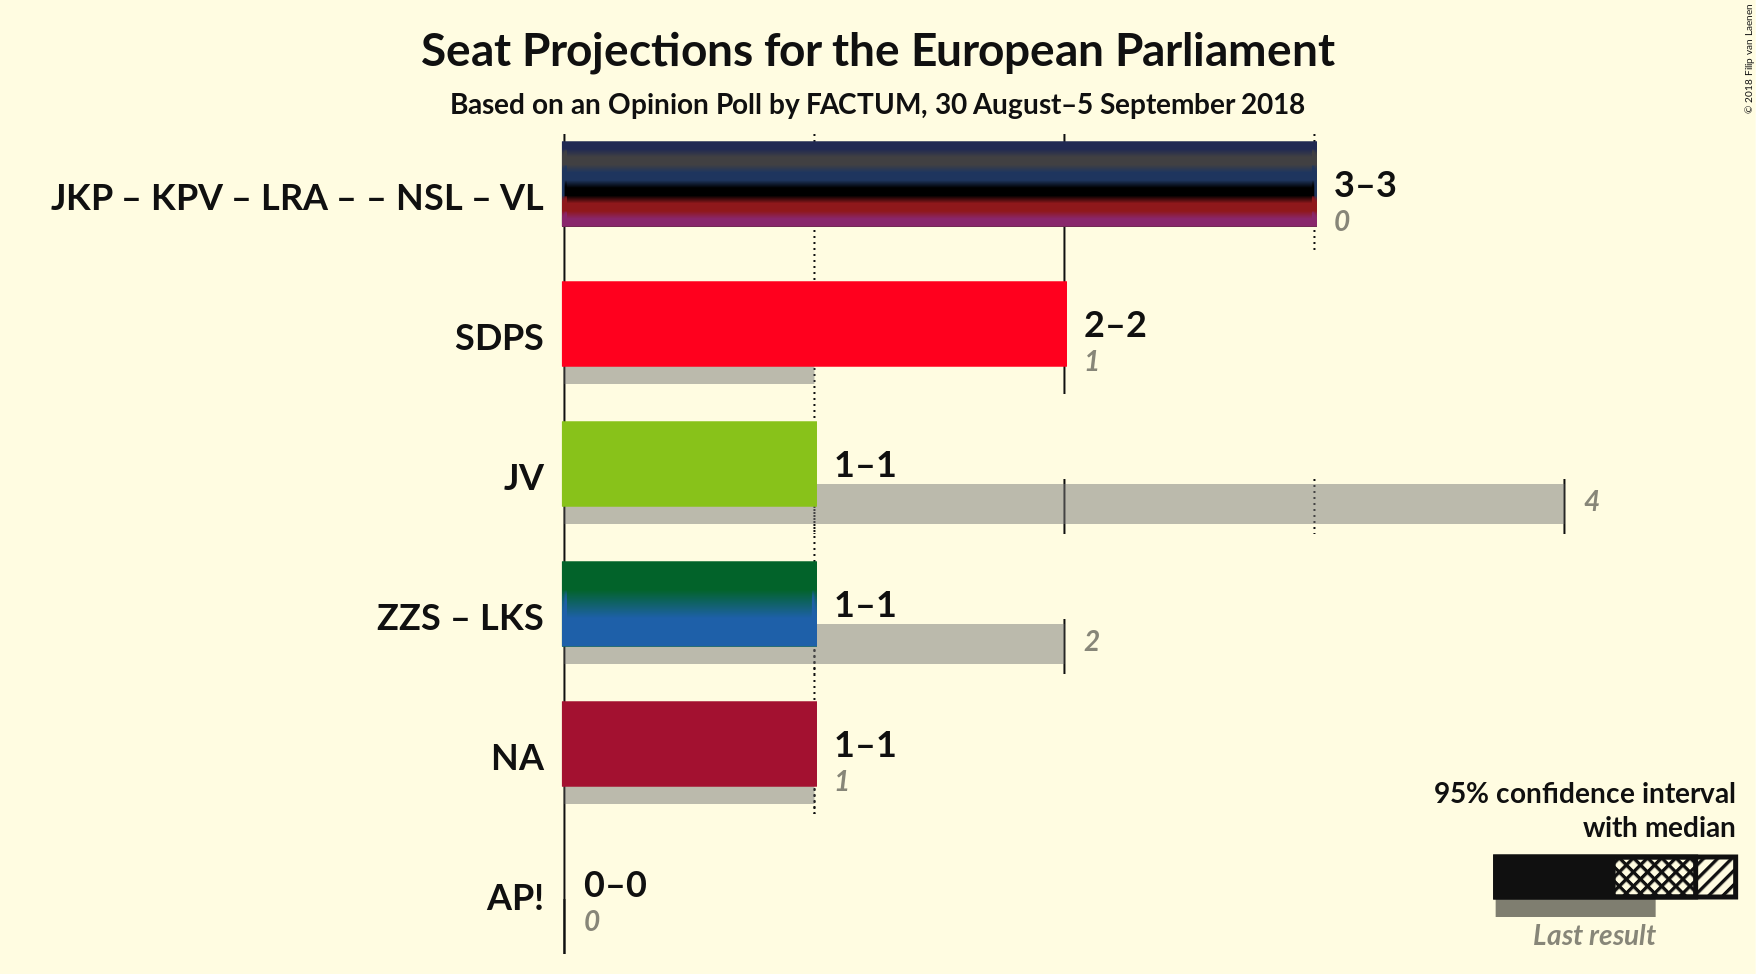 Seat Projections for the European Parliament
Based on an Opinion Poll by FACTUM, 30 August–5 September 2018
© 2018 Filip van Laenen
JKP – KPV – LRA – – NSL – VL
3–3
0
SDPS
2–2
1
JV
1–1
4
ZZS – LKS
1–1
2
NA
1–1
1
AP!
0–0
0
95% confidence interval
with median
Last result